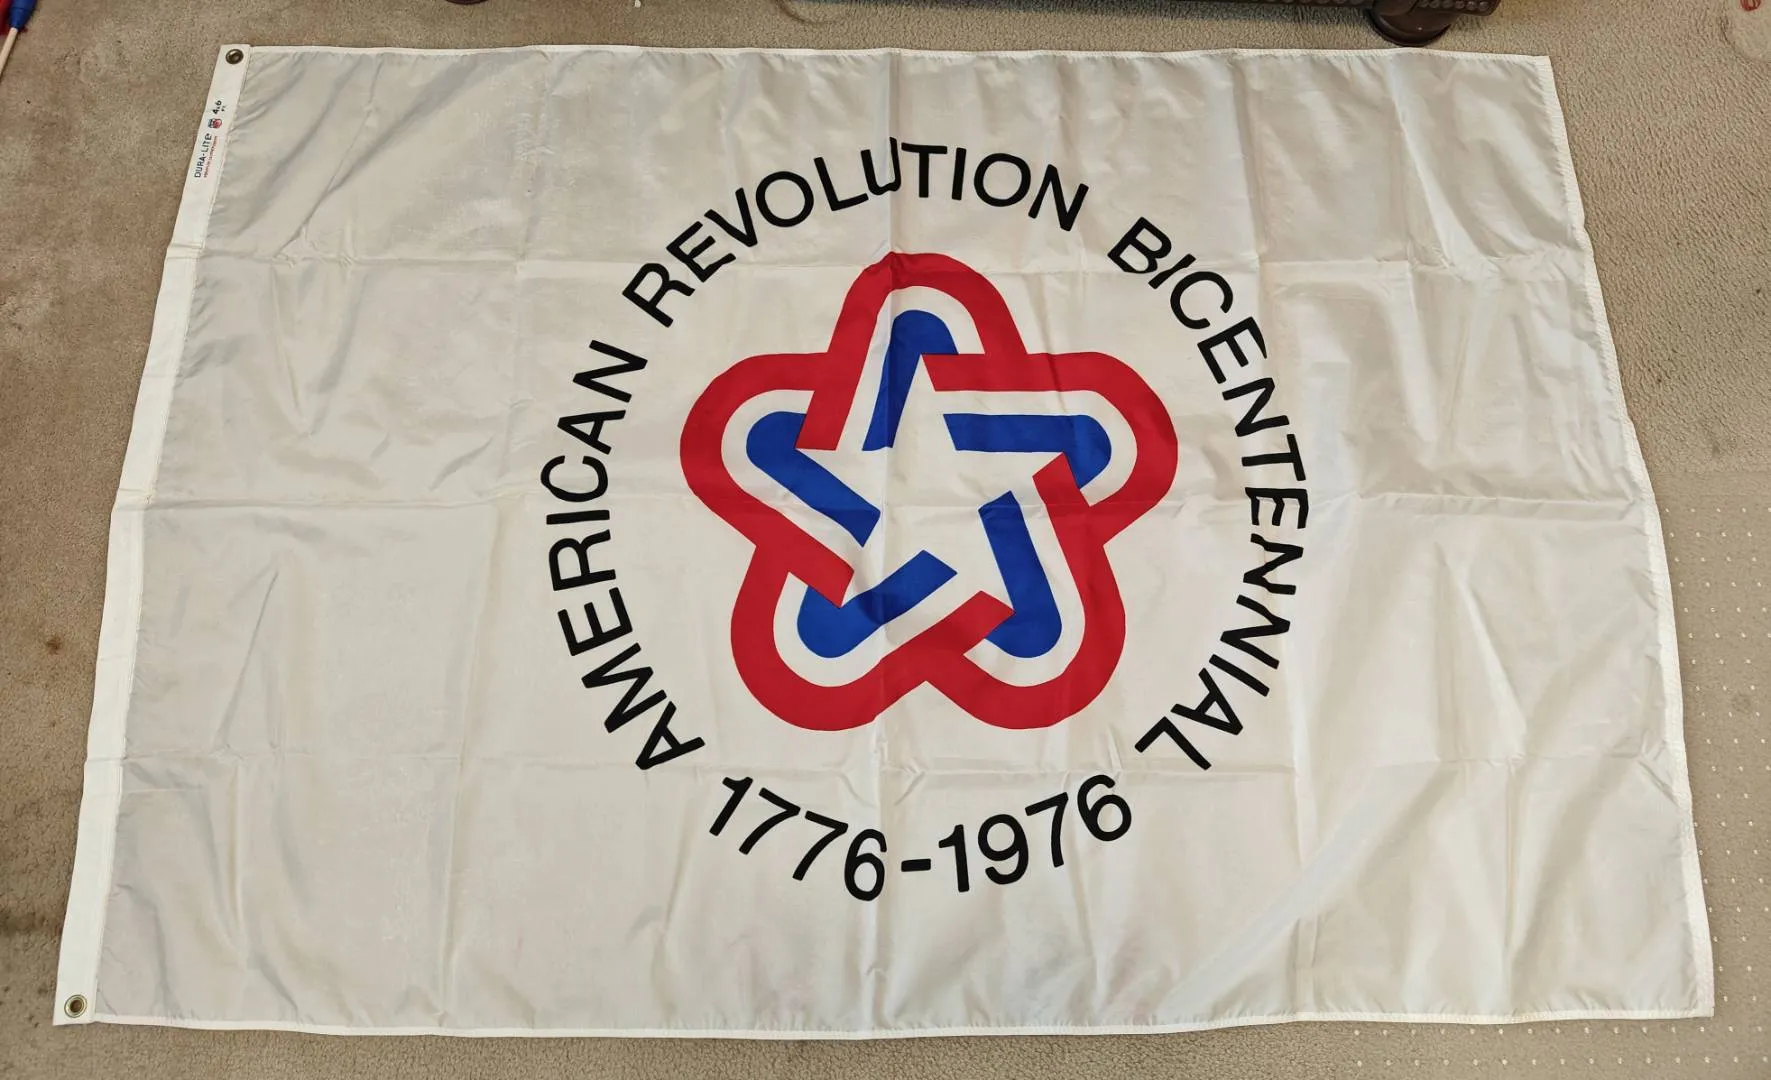 AMERICAN REVOLUTION BICENTENNIAL
1776-1976
DURA-LITE 4x6